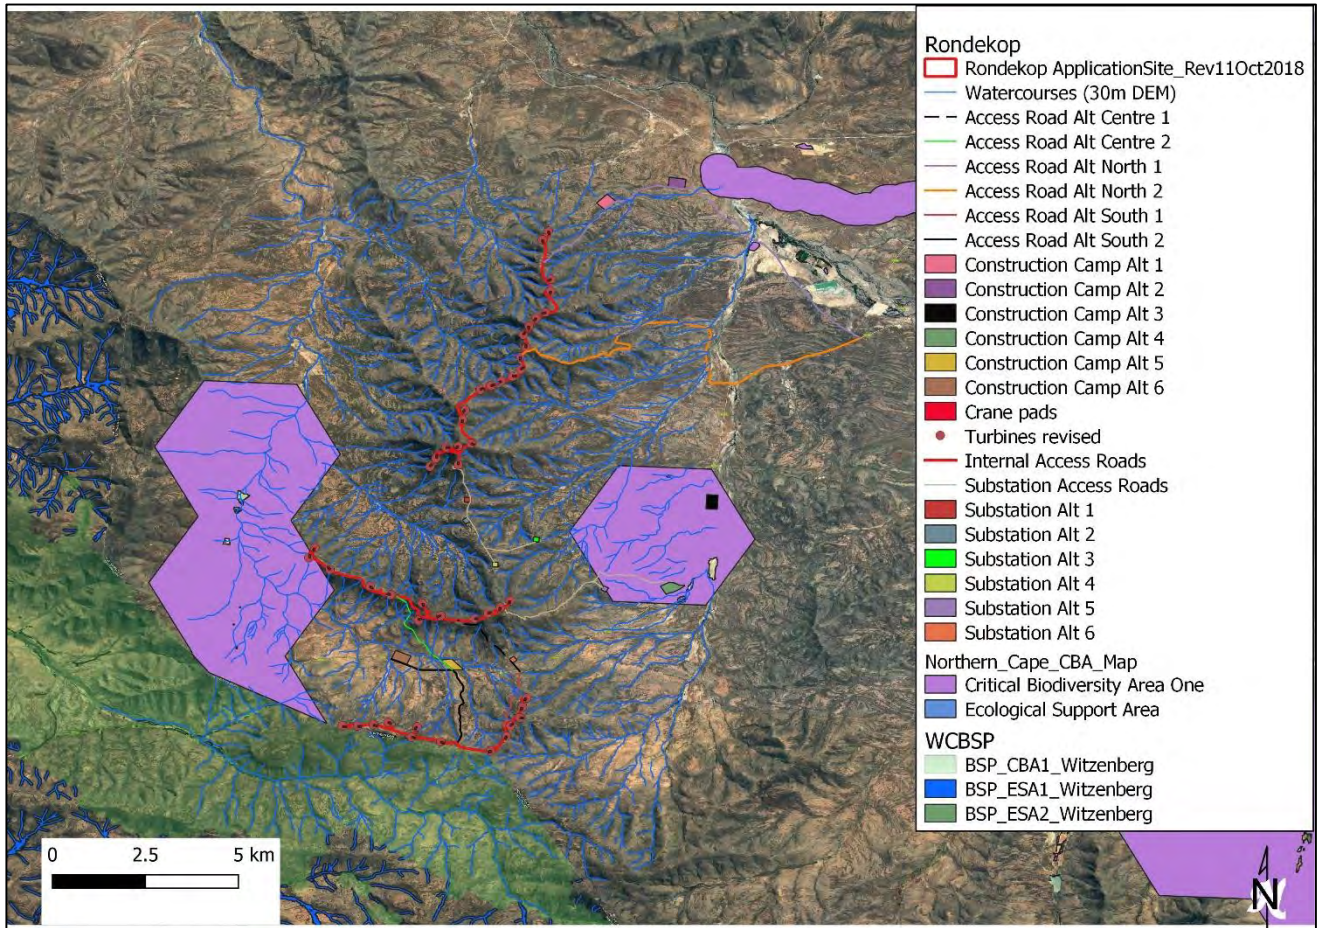 Rondekop
Rondekop ApplicationSite_Rev11Oct2018
Watercourses (30m DEM)
Access Road Alt Centre 1
Access Road Alt Centre 2
Access Road Alt North 1
Access Road Alt North 2
Access Road Alt South 1
Access Road Alt South 2
Construction Camp Alt 1
Construction Camp Alt 2
Construction Camp Alt 3
Construction Camp Alt 4
Construction Camp Alt 5
Construction Camp Alt 6
Crane pads
Turbines revised
Internal Access Roads
Substation Access Roads
Substation Alt 1
Substation Alt 2
Substation Alt 3
Substation Alt 4
Substation Alt 5
Substation Alt 6
Northern_Cape_CBA_Map
Critical Biodiversity Area One
Ecological Support Area
WCBSP
BSP_CBA1_Witzenberg
BSP_ESA1_Witzenberg
BSP_ESA2_Witzenberg
0 2.5 5 km
N